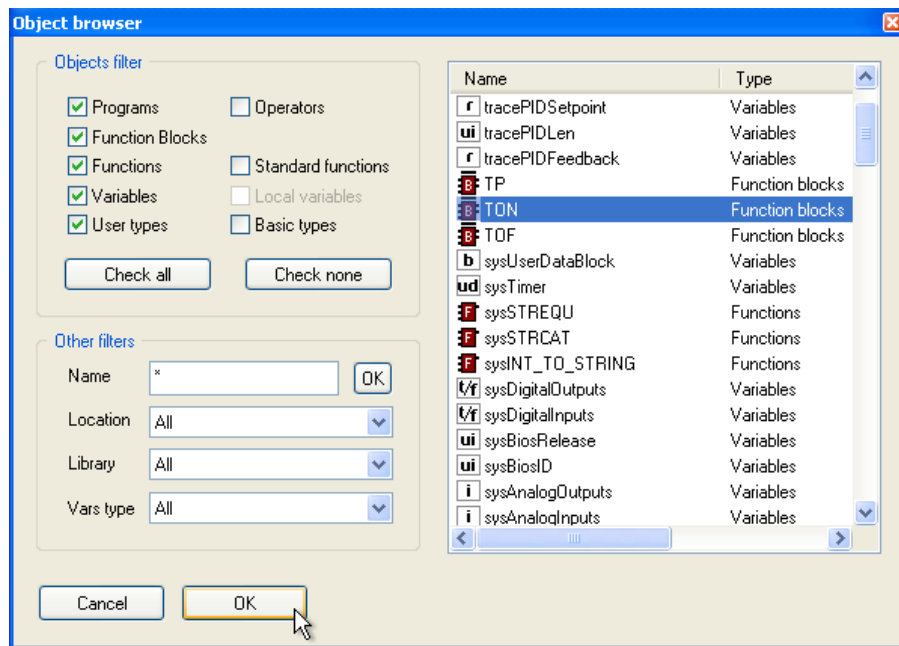 Object browser
Objects filter
Programs
Operators
Function Blocks
Functions
Standard functions
Variables
Local variables
User types
Basic types
Check all
Check none
Other filters
Name
*
OK
Location
All
Library
All
Vars type
All
Cancel
OK
Name Type
r tracePIDSetpoint Variables
ui tracePIDLen Variables
r tracePIDFeedback Variables
B TP Function blocks
B TON Function blocks
B TOF Function blocks
b sysUserDataBlock Variables
ud sysTimer Variables
F sysSTREQU Functions
F sysSTRCAT Functions
F sysINT_TO_STRING Functions
t/f sysDigitalOutputs Variables
t/f sysDigitalInputs Variables
ui sysBiosRelease Variables
ui sysBiosID Variables
i sysAnalogOutputs Variables
i sysAnalogInputs Variables